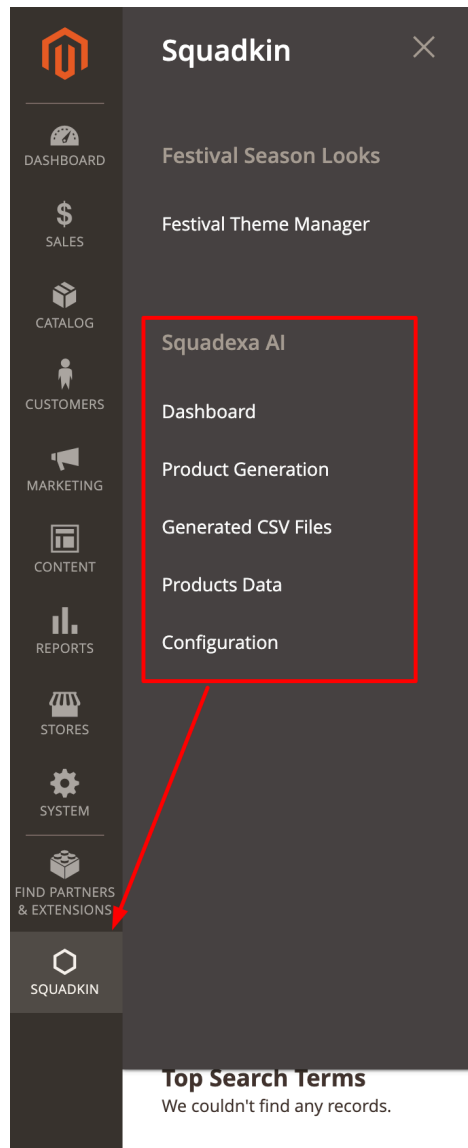 DASHBOARD
SALES
CATALOG
CUSTOMERS
MARKETING
CONTENT
REPORTS
STORES
SYSTEM
FIND PARTNERS
& EXTENSIONS
SQUADKIN
Squadkin
Festival Season Looks
Festival Theme Manager
Squadexa AI
Dashboard
Product Generation
Generated CSV Files
Products Data
Configuration
Top Search Terms
We couldn't find any records.